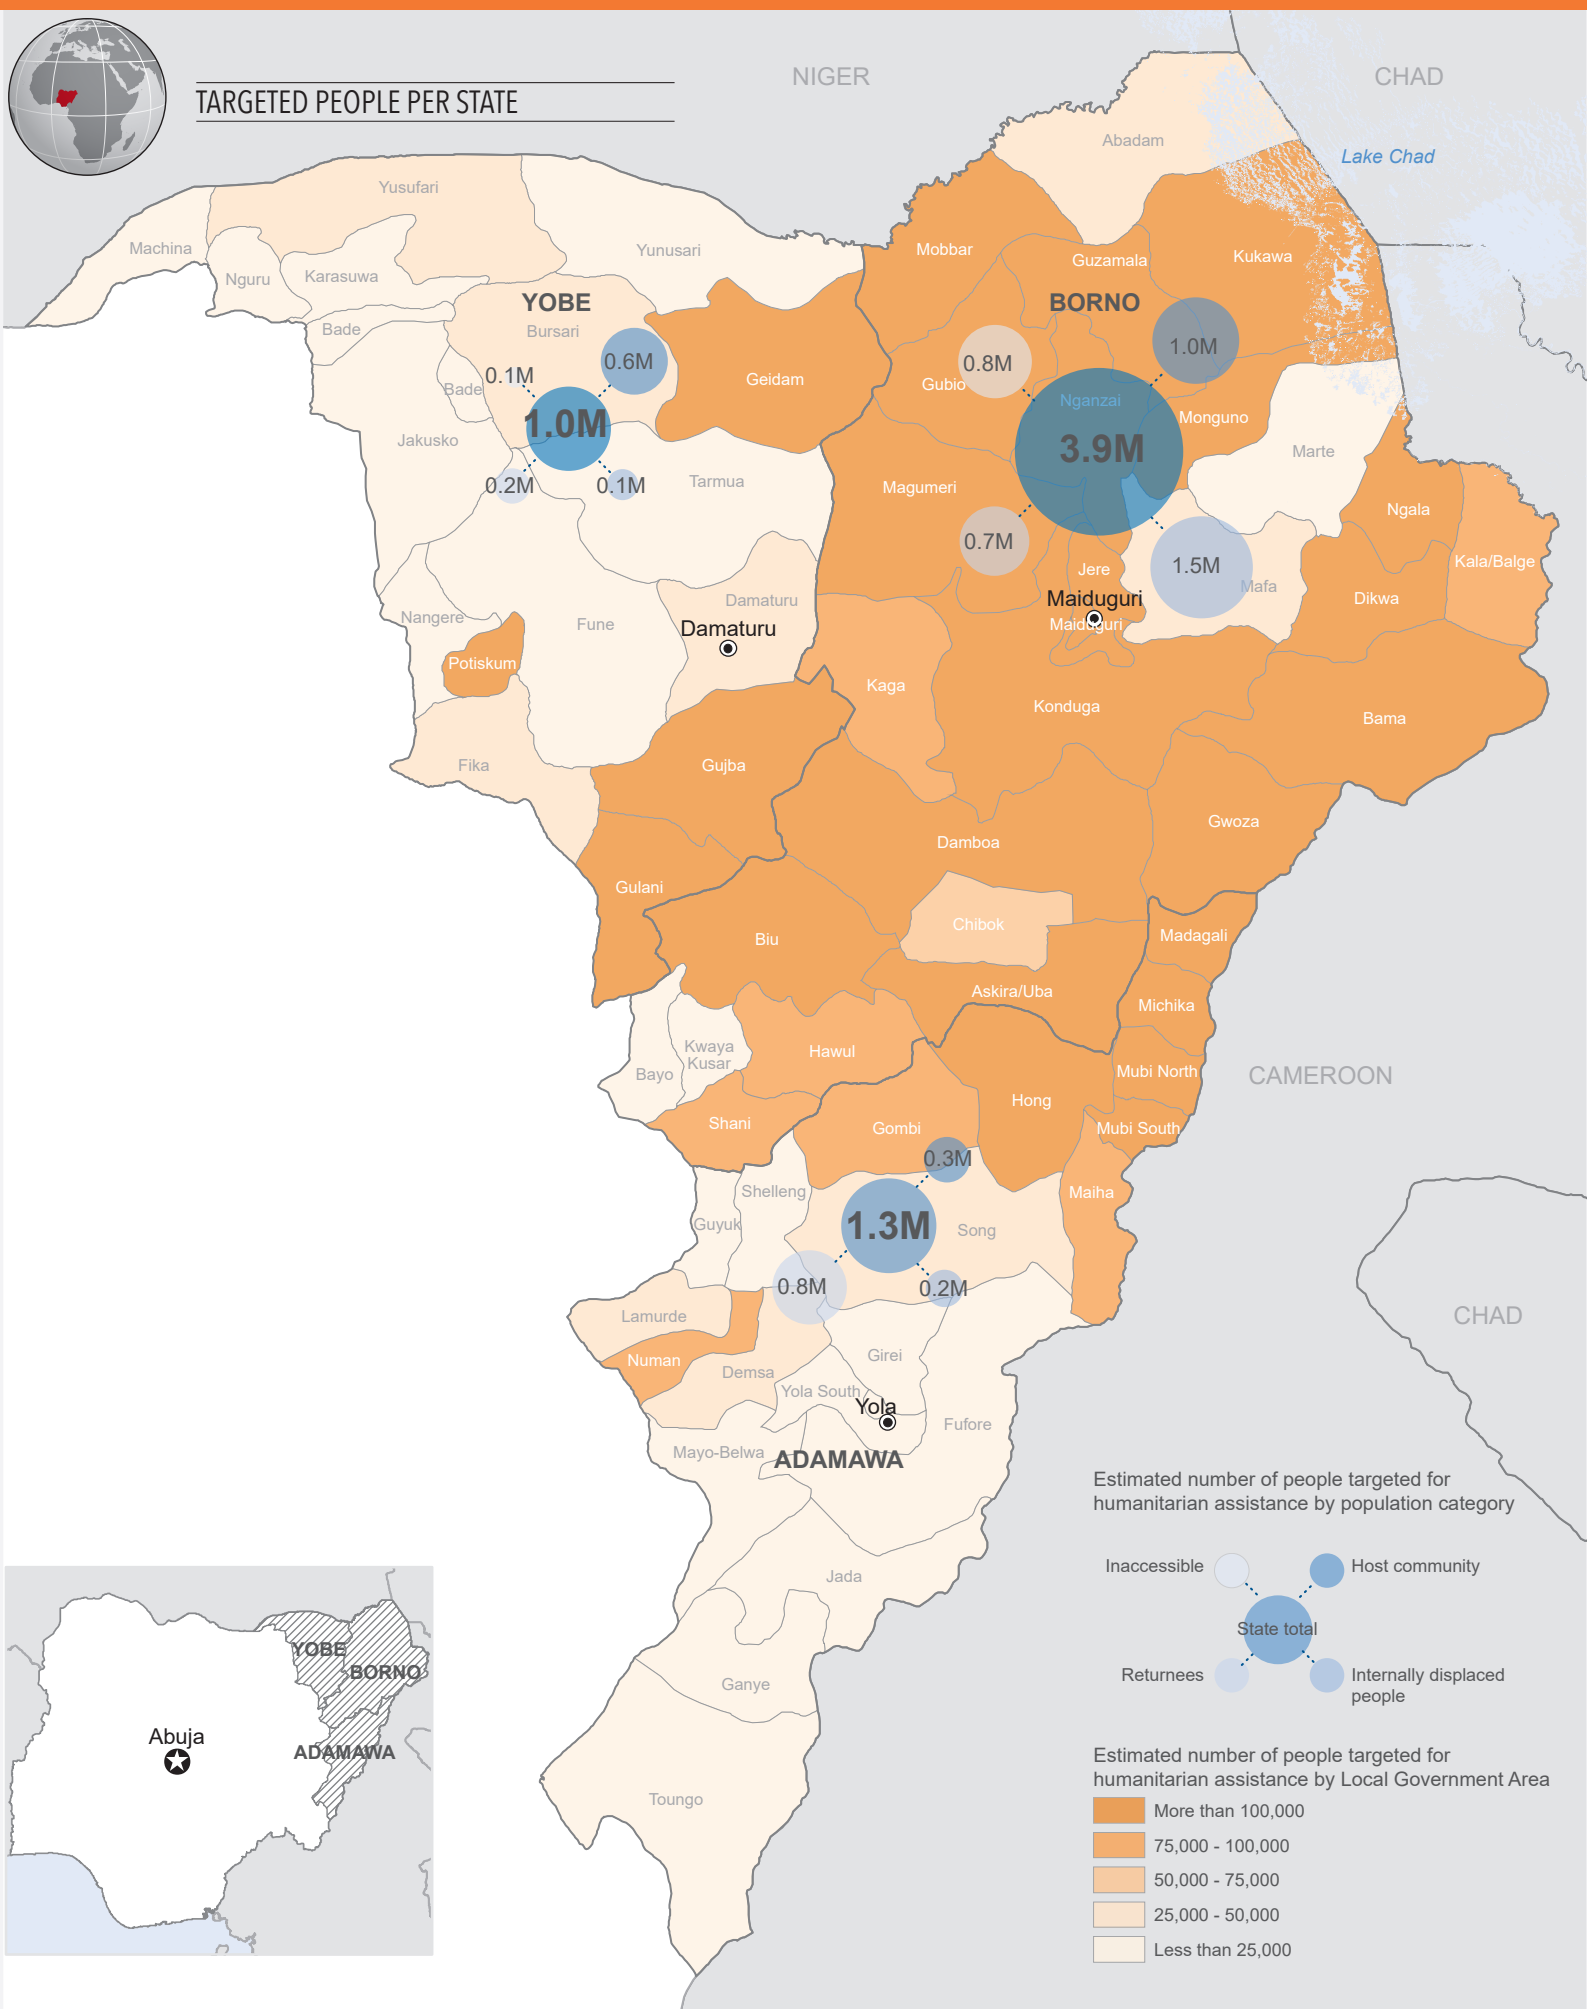 TARGETED PEOPLE PER STATE
NIGER
CHAD
Lake Chad
Abadam
Yusufari
Machina
Nguru
Karasuwa
Yunusari
Mobbar
Guzamala
Kukawa
YOBE
BORNO
Bade
Bursari
0.6M
0.1M
Bade
Geidam
0.8M
1.0M
Gubio
Nganzai
Monguno
1.0M
Jakusko
3.9M
Marte
0.2M
0.1M
Tarmua
Magumeri
Ngala
0.7M
Kala/Balge
Jere
1.5M
Mafa
Dikwa
Nangere
Fune
Damaturu
Damaturu
Maiduguri
Maiduguri
Potiskum
Kaga
Konduga
Bama
Fika
Gujba
Gwoza
Damboa
Gulani
Chibok
Biu
Madagali
Askira/Uba
Michika
Kwaya
Kusar
Hawul
Bayo
Mubi North
CAMEROON
Hong
Shani
Gombi
Mubi South
0.3M
Shelleng
Maiha
Guyuk
1.3M
Song
0.8M
0.2M
Lamurde
CHAD
Numan
Girei
Demsa
Yola South
Yola
Fufore
Mayo-Belwa
ADAMAWA
Jada
Ganye
Toungo
Estimated number of people targeted for
humanitarian assistance by population category
Inaccessible
Host community
State total
Returnees
Internally displaced
people
Estimated number of people targeted for
humanitarian assistance by Local Government Area
More than 100,000
75,000 - 100,000
50,000 - 75,000
25,000 - 50,000
Less than 25,000
YOBE
BORNO
Abuja
ADAMAWA